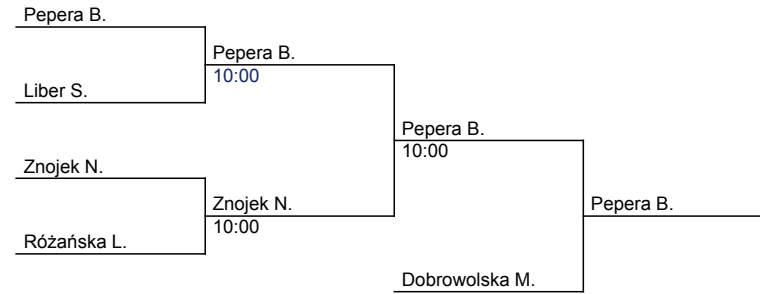 Pepera B.
Pepera B.
10:00
Liber S.
Pepera B.
10:00
Znojek N.
Znojek N.
10:00
Pepera B.
Różańska L.
Dobrowolska M.